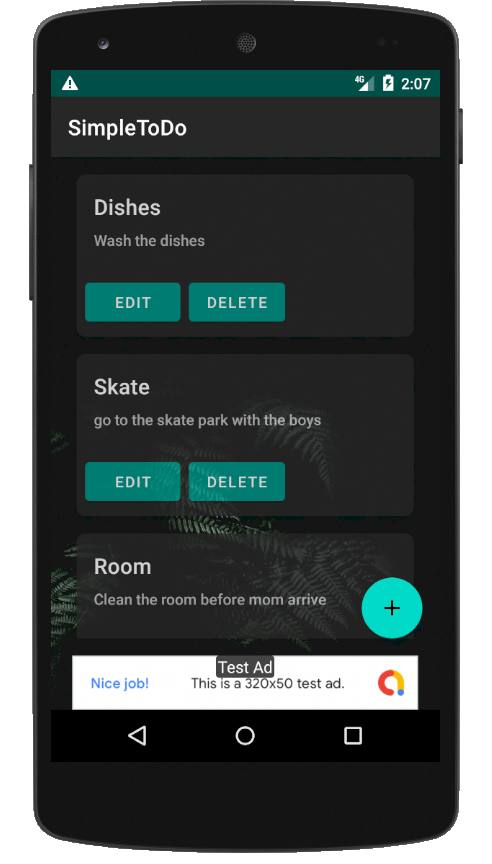 4G 2:07
SimpleToDo
Dishes
Wash the dishes
EDIT DELETE
Skate
go to the skate park with the boys
EDIT DELETE
Room
Clean the room before mom arrive
+
Test Ad
Nice job! This is a 320x50 test ad.